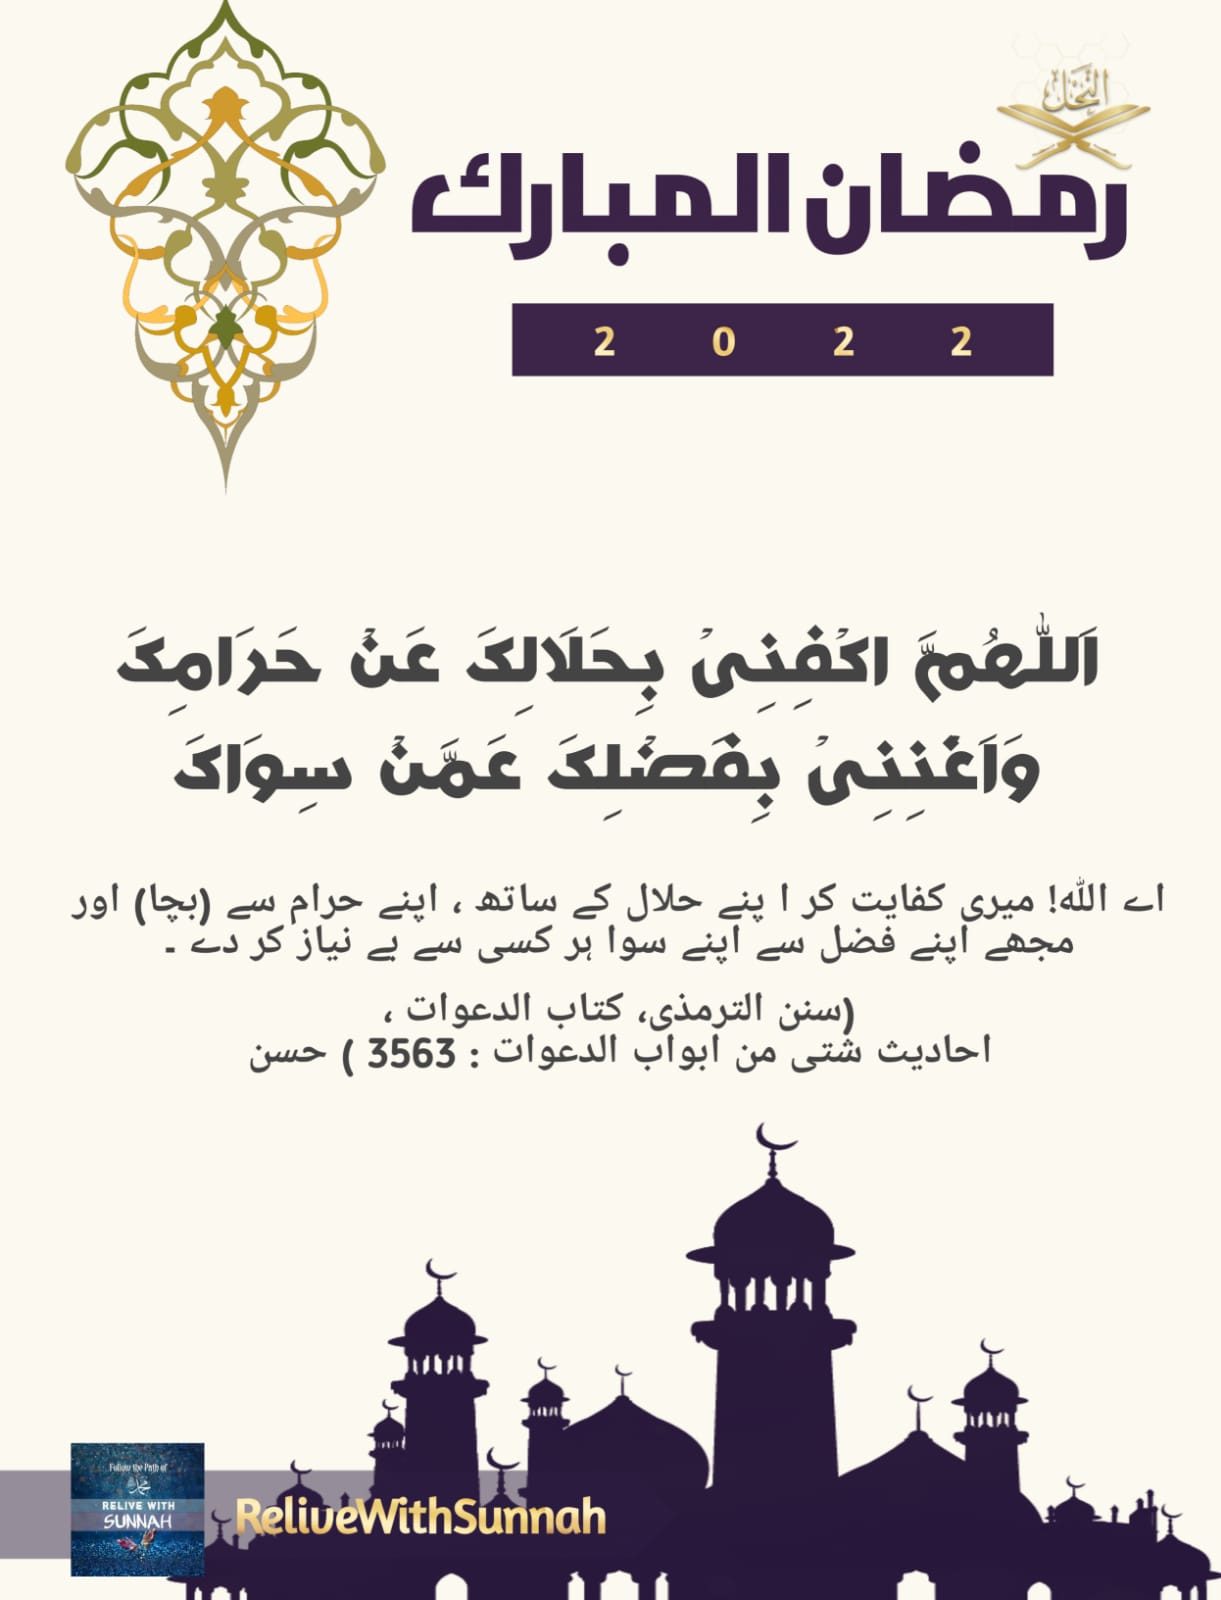 النحل
رمضان المبارك
2 0 2 2
اَللّٰهُمَّ اکْفِنِیْ بِحَلَالِکَ عَنْ حَرَامِکَ
وَاَغْنِنِیْ بِفَضْلِکَ عَمَّنْ سِوَاکَ
اے اللہ! میری کفایت کر ا پنے حلال کے ساتھ ، اپنے حرام سے (بچا) اور
مجھے اپنے فضل سے اپنے سوا ہر کسی سے بے نیاز کر دے ۔
(سنن الترمذی، کتاب الدعوات ،
احادیث شتی من ابواب الدعوات : 3563 ) حسن
Follow the Path of
محمد
RELIVE WITH
SUNNAH
ReliveWithSunnah